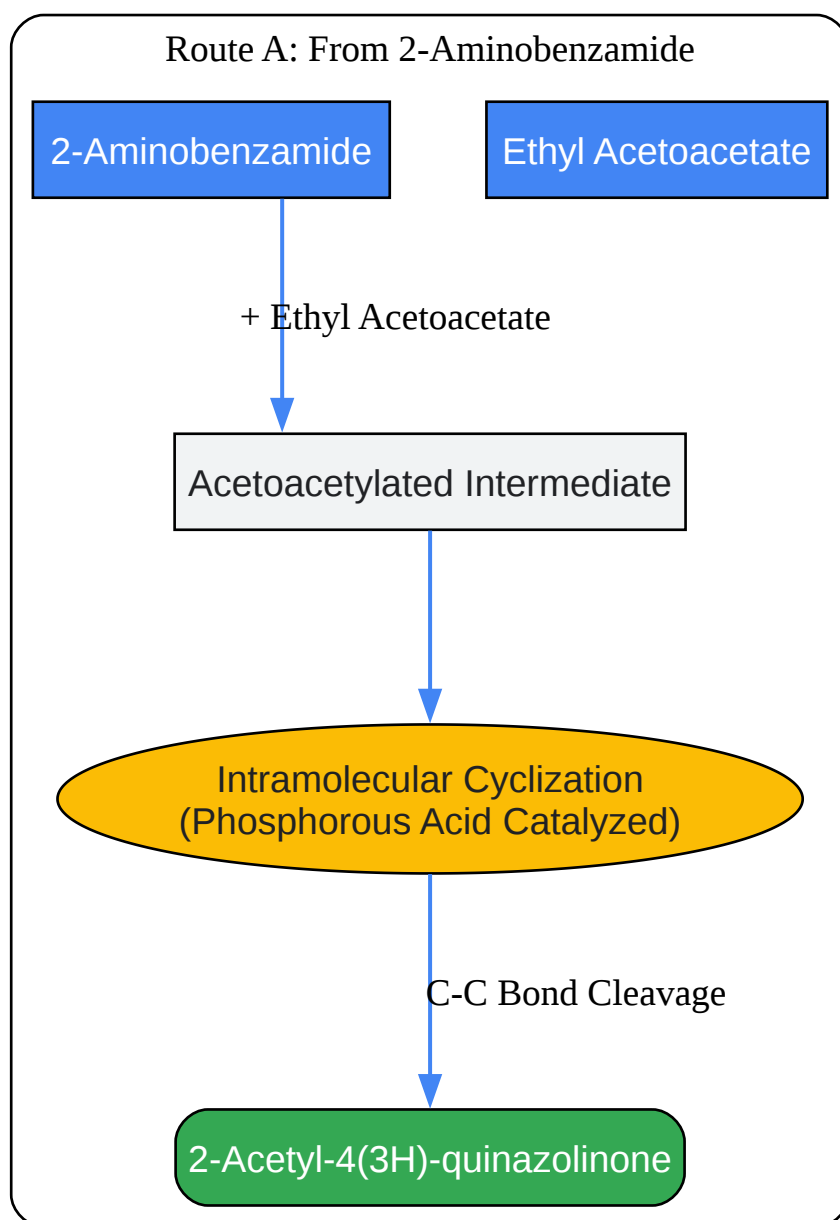 Route A: From 2-Aminobenzamide
2-Aminobenzamide
Ethyl Acetoacetate
+ Ethyl Acetoacetate
Acetoacetylated Intermediate
Intramolecular Cyclization
(Phosphorous Acid Catalyzed)
C-C Bond Cleavage
2-Acetyl-4(3H)-quinazolinone